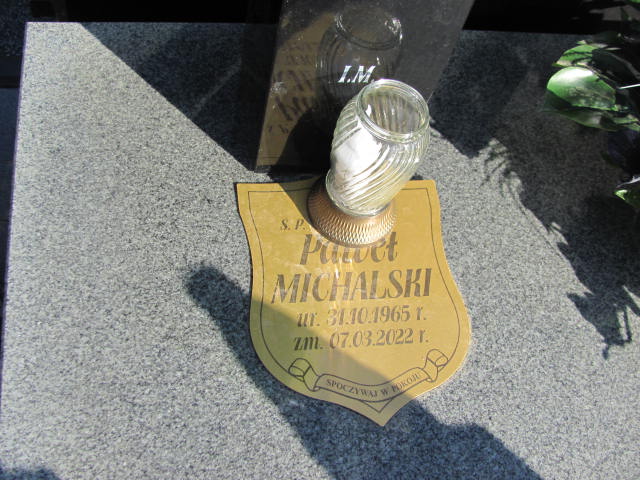 I.M.
Ś.P.
Paweł
MICHALSKI
ur. 31.10.1965 r.
zm. 07.03.2022 r.
SPOCZYWAJ W POKOJU